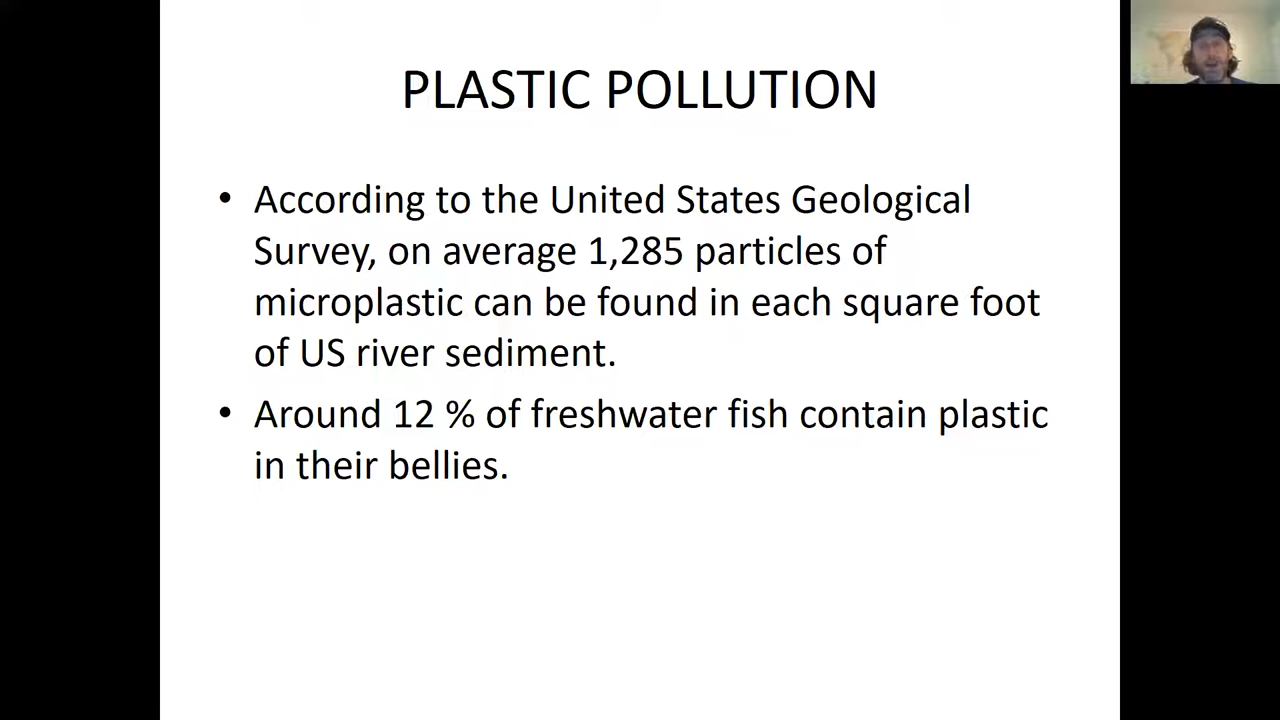 PLASTIC POLLUTION
• According to the United States Geological
Survey, on average 1,285 particles of
microplastic can be found in each square foot
of US river sediment.
• Around 12 % of freshwater fish contain plastic
in their bellies.